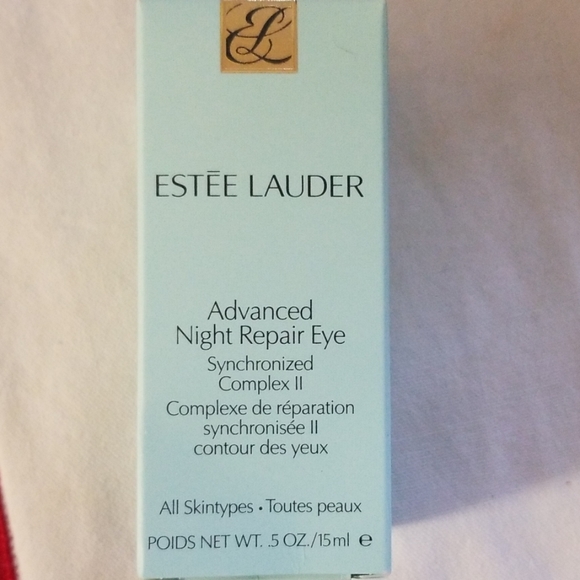 EL
ESTĒE LAUDER
Advanced
Night Repair Eye
Synchronized
Complex II
Complexe de réparation
synchronisée II
contour des yeux
All Skintypes • Toutes peaux
POIDS NET WT. .5 OZ./15ml e